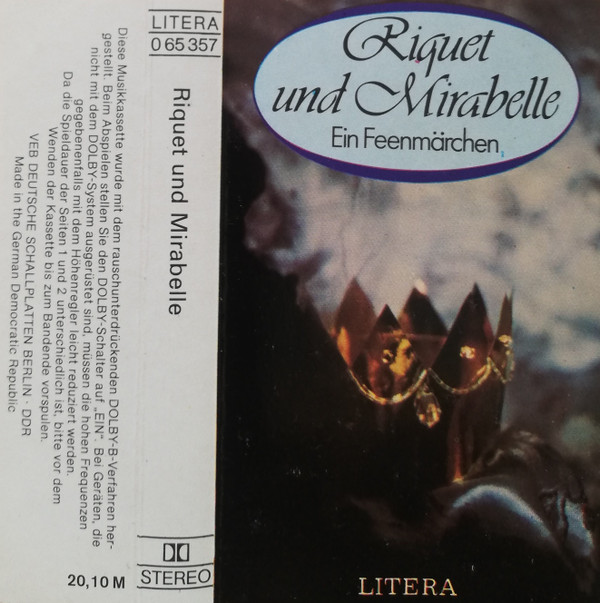 Diese Musikkassette wurde mit dem rauschunterdrückenden DOLBY-B-Verfahren her-
gestellt. Beim Abspielen stellen Sie den DOLBY-Schalter auf „EIN“. Bei Geräten, die
nicht mit dem DOLBY-System ausgerüstet sind, müssen die hohen Frequenzen
gegebenenfalls mit dem Höhenregler leicht reduziert werden.
Da die Spieldauer der Seiten 1 und 2 unterschiedlich ist, bitte vor dem
Wenden der Kassette bis zum Bandende vorspulen.
VEB DEUTSCHE SCHALLPLATTEN BERLIN · DDR
Made in the German Democratic Republic
20,10 M
LITERA
0 65 357
Riquet und Mirabelle
STEREO
Riquet
und Mirabelle
Ein Feenmärchen
LITERA